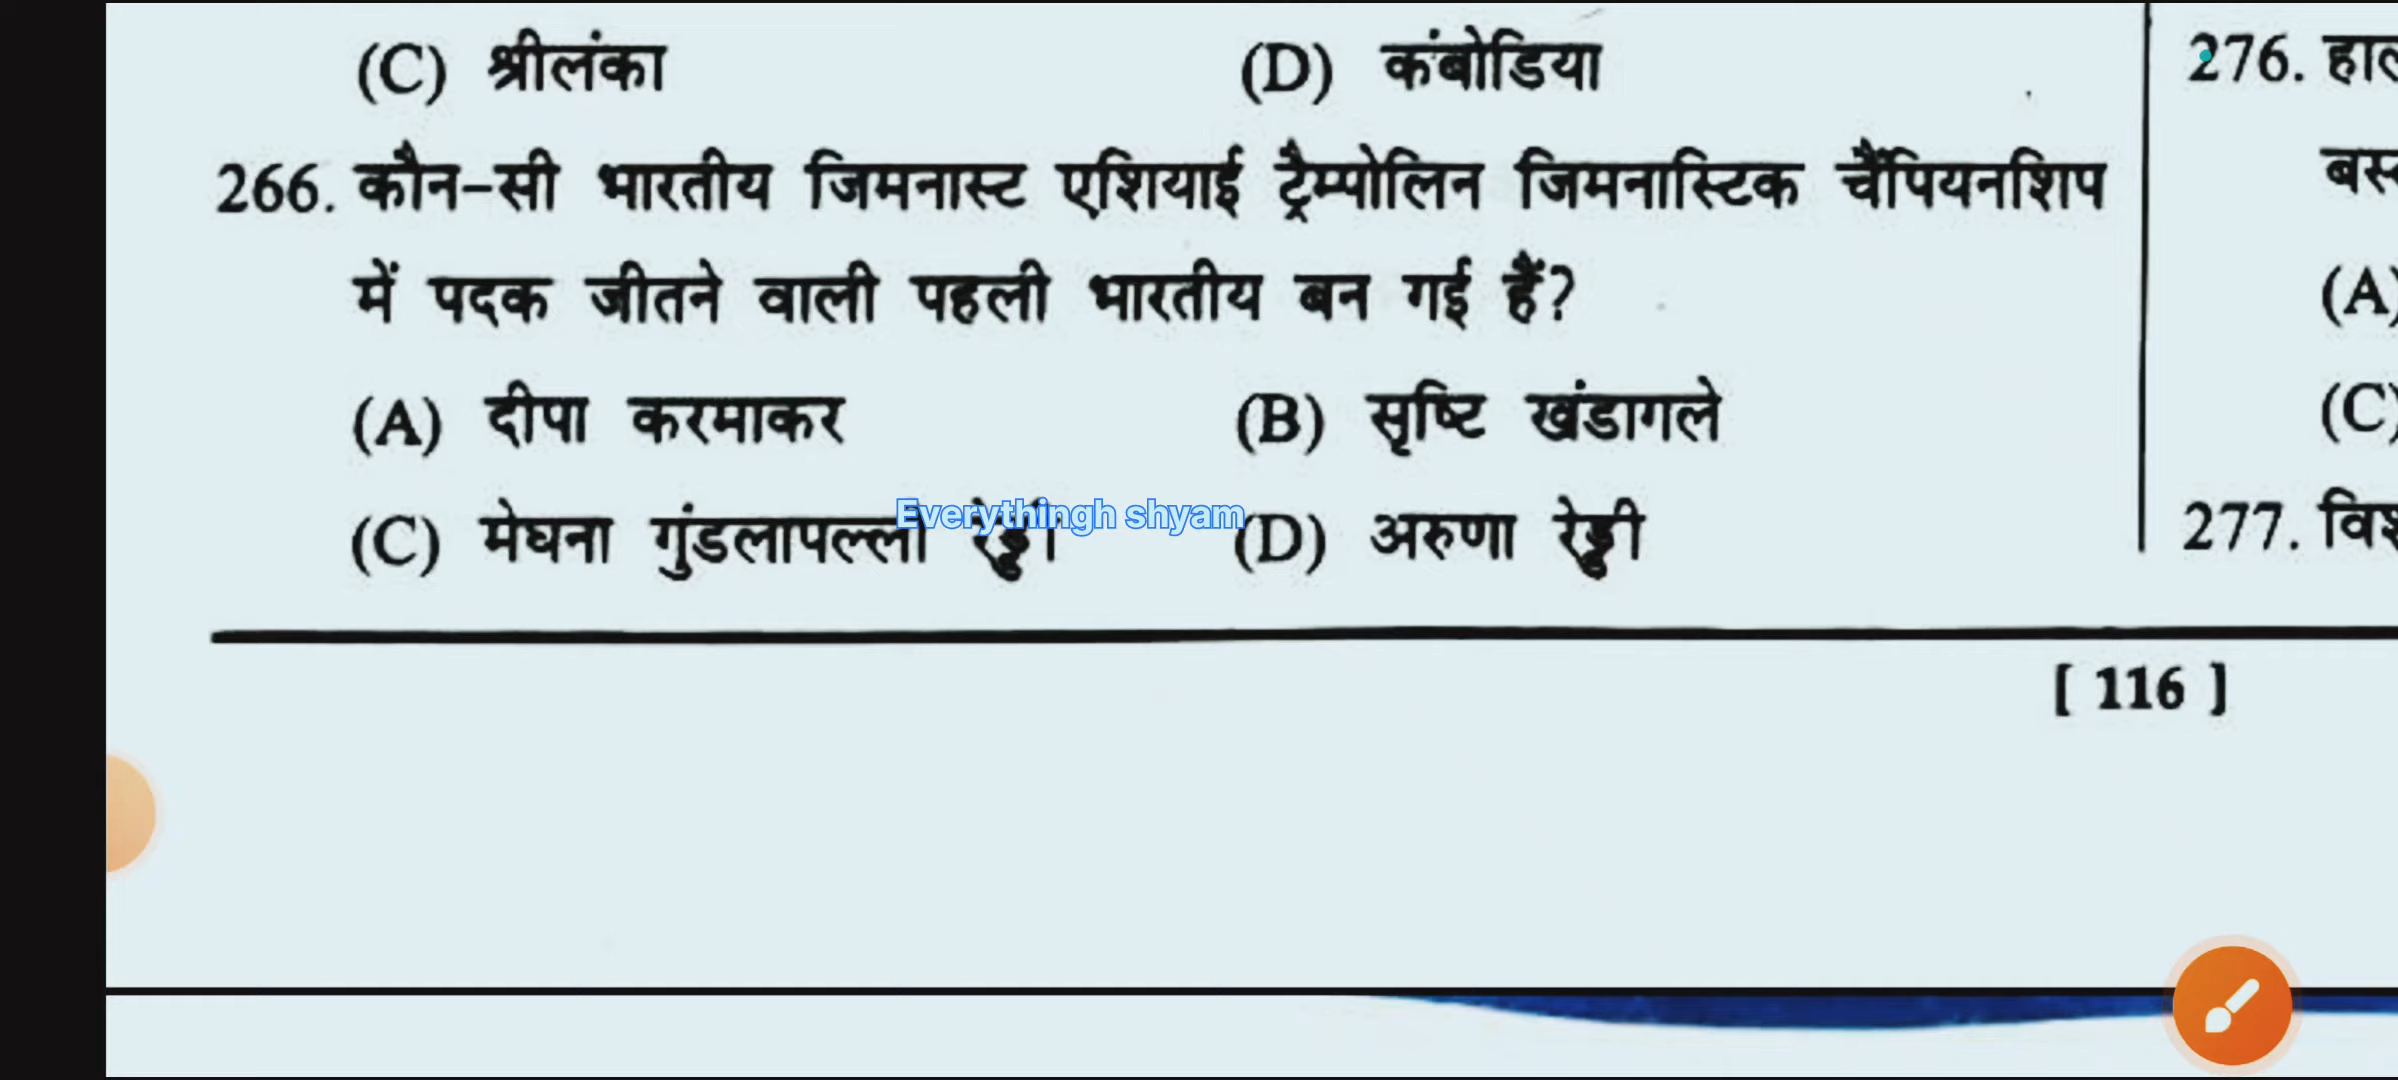 (C) श्रीलंका (D) कंबोडिया
266. कौन-सी भारतीय जिमनास्ट एशियाई ट्रैम्पोलिन जिमनास्टिक चैंपियनशिप
में पदक जीतने वाली पहली भारतीय बन गई हैं?
(A) दीपा करमाकर (B) सृष्टि खंडागले
(C) मेघना गुंडलापल्ली रेड्डी (D) अरुणा रेड्डी
Everythingh shyam
[ 116 ]
276.
(A)
(C)
277.